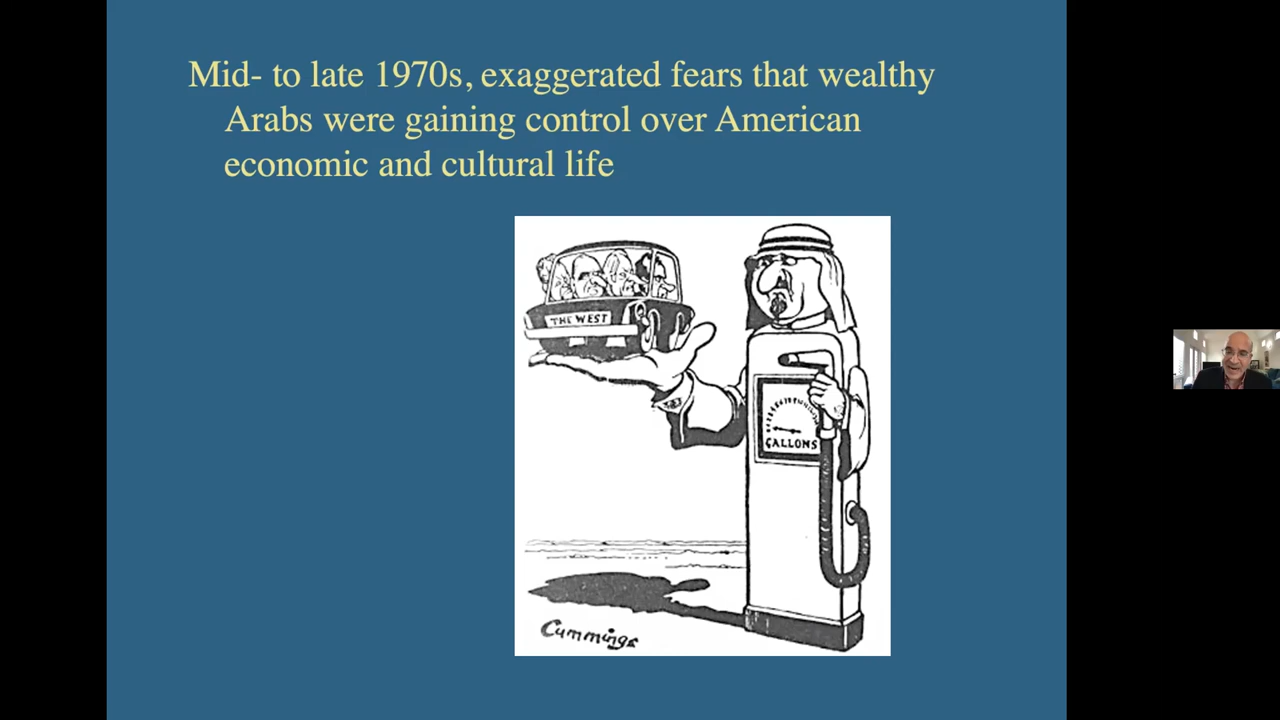 Mid- to late 1970s, exaggerated fears that wealthy
Arabs were gaining control over American
economic and cultural life
THE WEST
GALLONS
Cummings